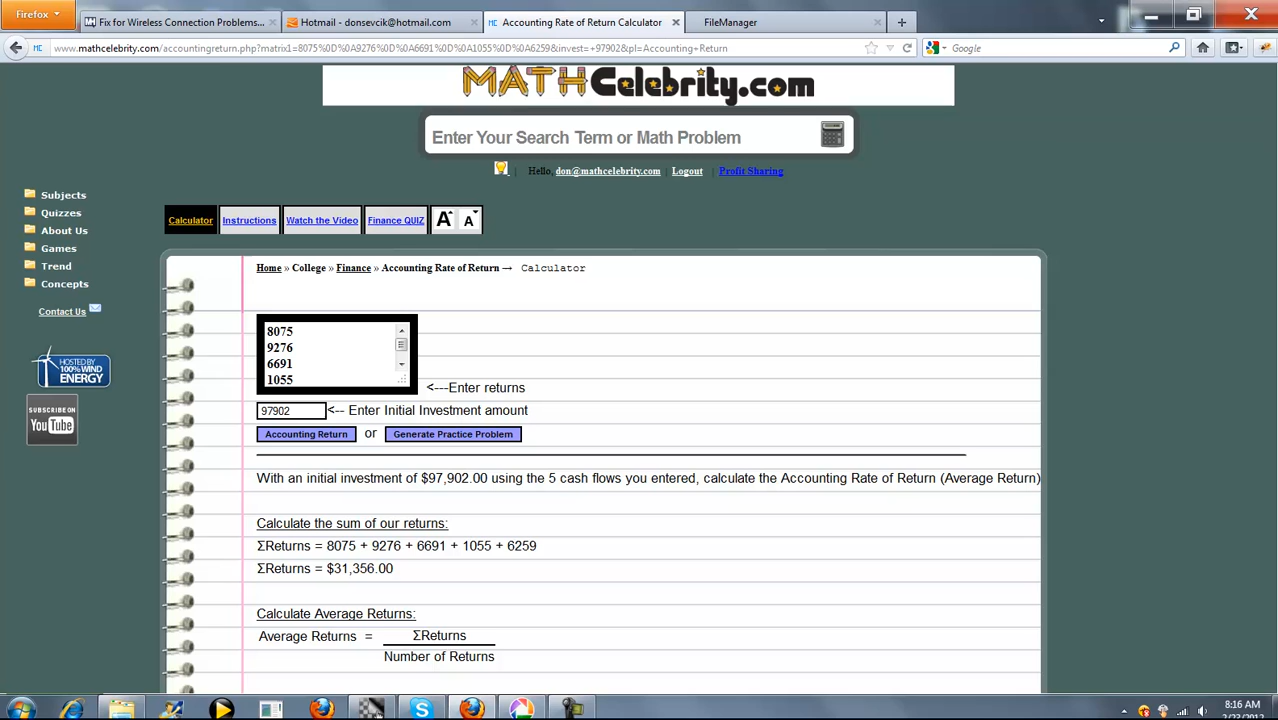 Firefox
Fix for Wireless Connection Problems...
Hotmail - donsevcik@hotmail.com
Accounting Rate of Return Calculator
FileManager
www.mathcelebrity.com/accountingreturn.php?matrix1=8075%0D%0A9276%0D%0A6691%0D%0A1055%0D%0A6259&invest=+97902&pl=Accounting+Return
Google
MATHCelebrity.com
Enter Your Search Term or Math Problem
| Hello, don@mathcelebrity.com | Logout | Profit Sharing
Subjects
Quizzes
About Us
Games
Trend
Concepts
Contact Us
HOSTED BY
100% WIND
ENERGY
SUBSCRIBE ON
YouTube
Calculator
Instructions
Watch the Video
Finance QUIZ
A A
Home » College » Finance » Accounting Rate of Return → Calculator
8075
9276
6691
1055
<---Enter returns
97902 <-- Enter Initial Investment amount
Accounting Return or Generate Practice Problem
With an initial investment of $97,902.00 using the 5 cash flows you entered, calculate the Accounting Rate of Return (Average Return)
Calculate the sum of our returns:
ΣReturns = 8075 + 9276 + 6691 + 1055 + 6259
ΣReturns = $31,356.00
Calculate Average Returns:
Average Returns = ΣReturns
Number of Returns
8:16 AM
2/23/2012